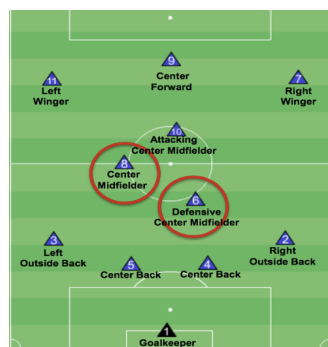 9
Center
Forward
11
Left
Winger
7
Right
Winger
10
Attacking
Center Midfielder
8
Center
Midfielder
6
Defensive
Center Midfielder
3
Left
Outside Back
2
Right
Outside Back
5
Center Back
4
Center Back
1
Goalkeeper